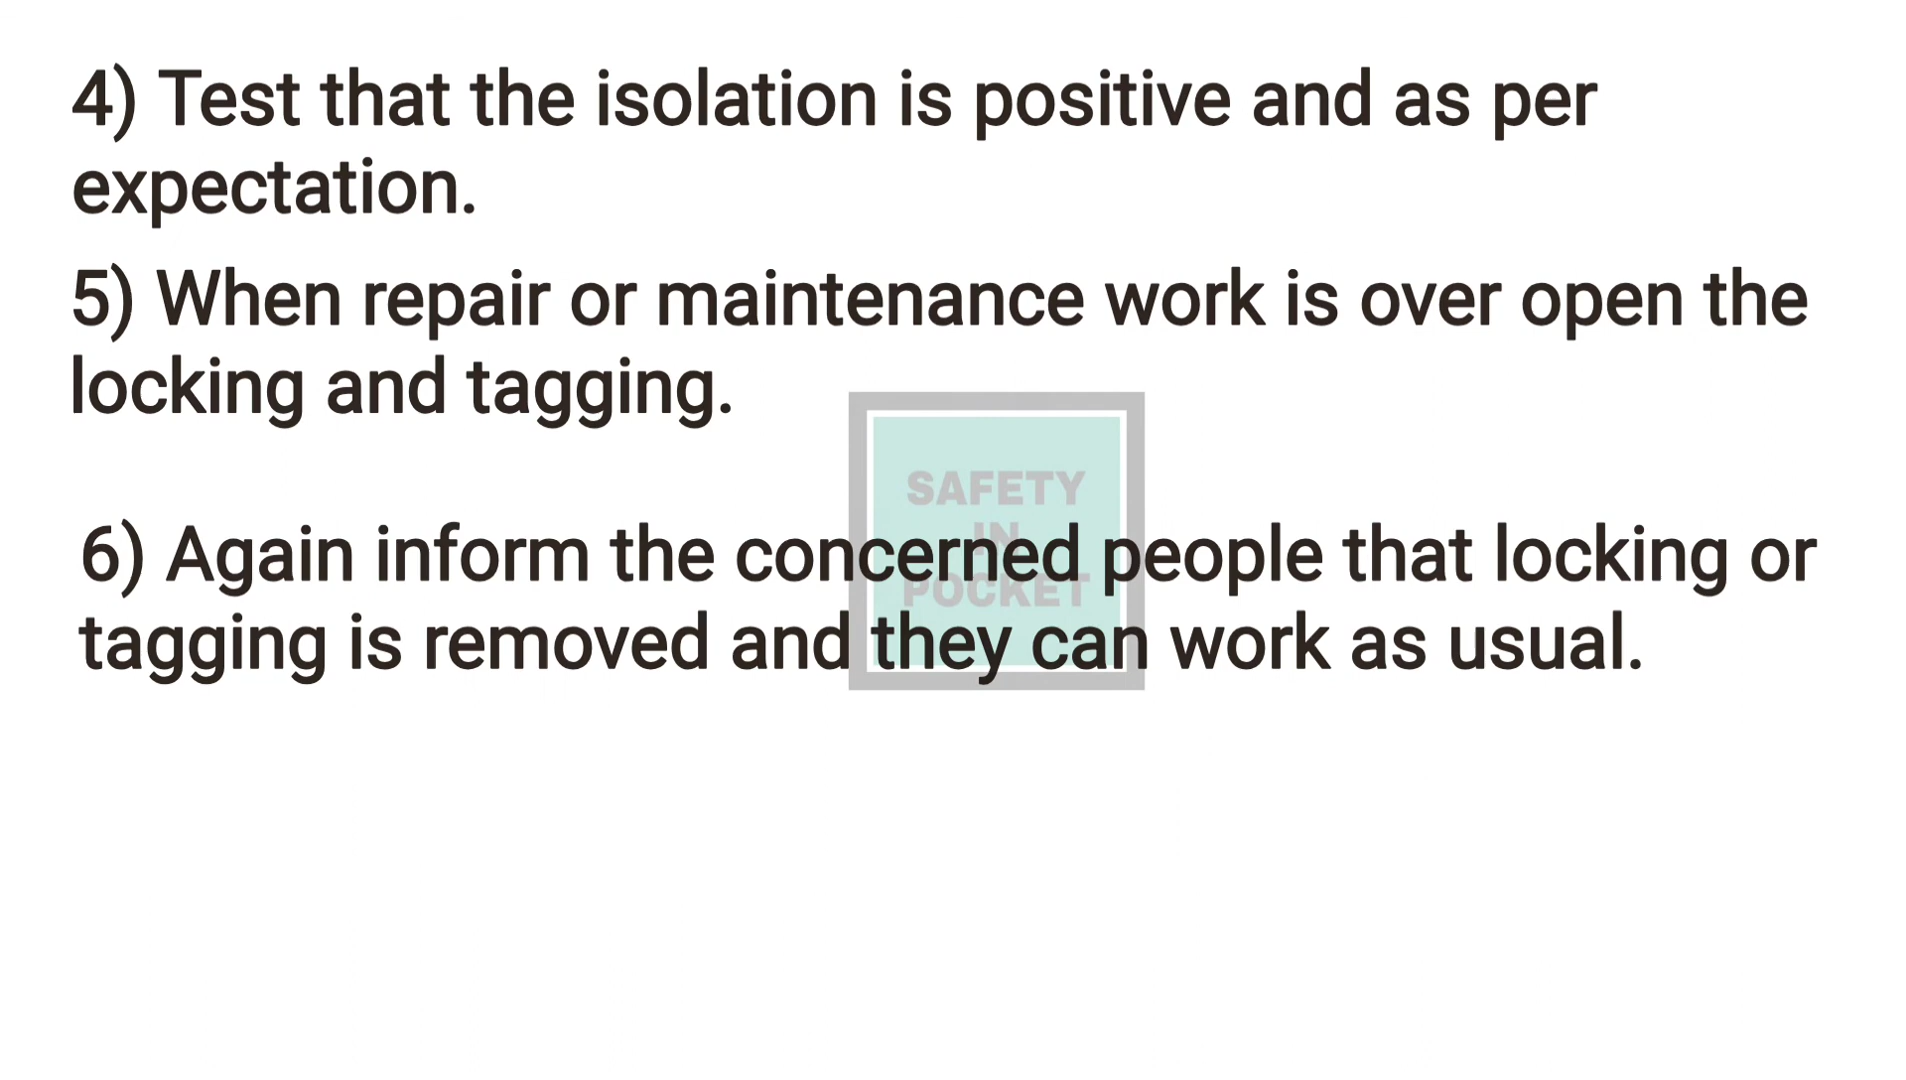 4) Test that the isolation is positive and as per
expectation.
5) When repair or maintenance work is over open the
locking and tagging.
SAFETY
IN
POCKET
6) Again inform the concerned people that locking or
tagging is removed and they can work as usual.